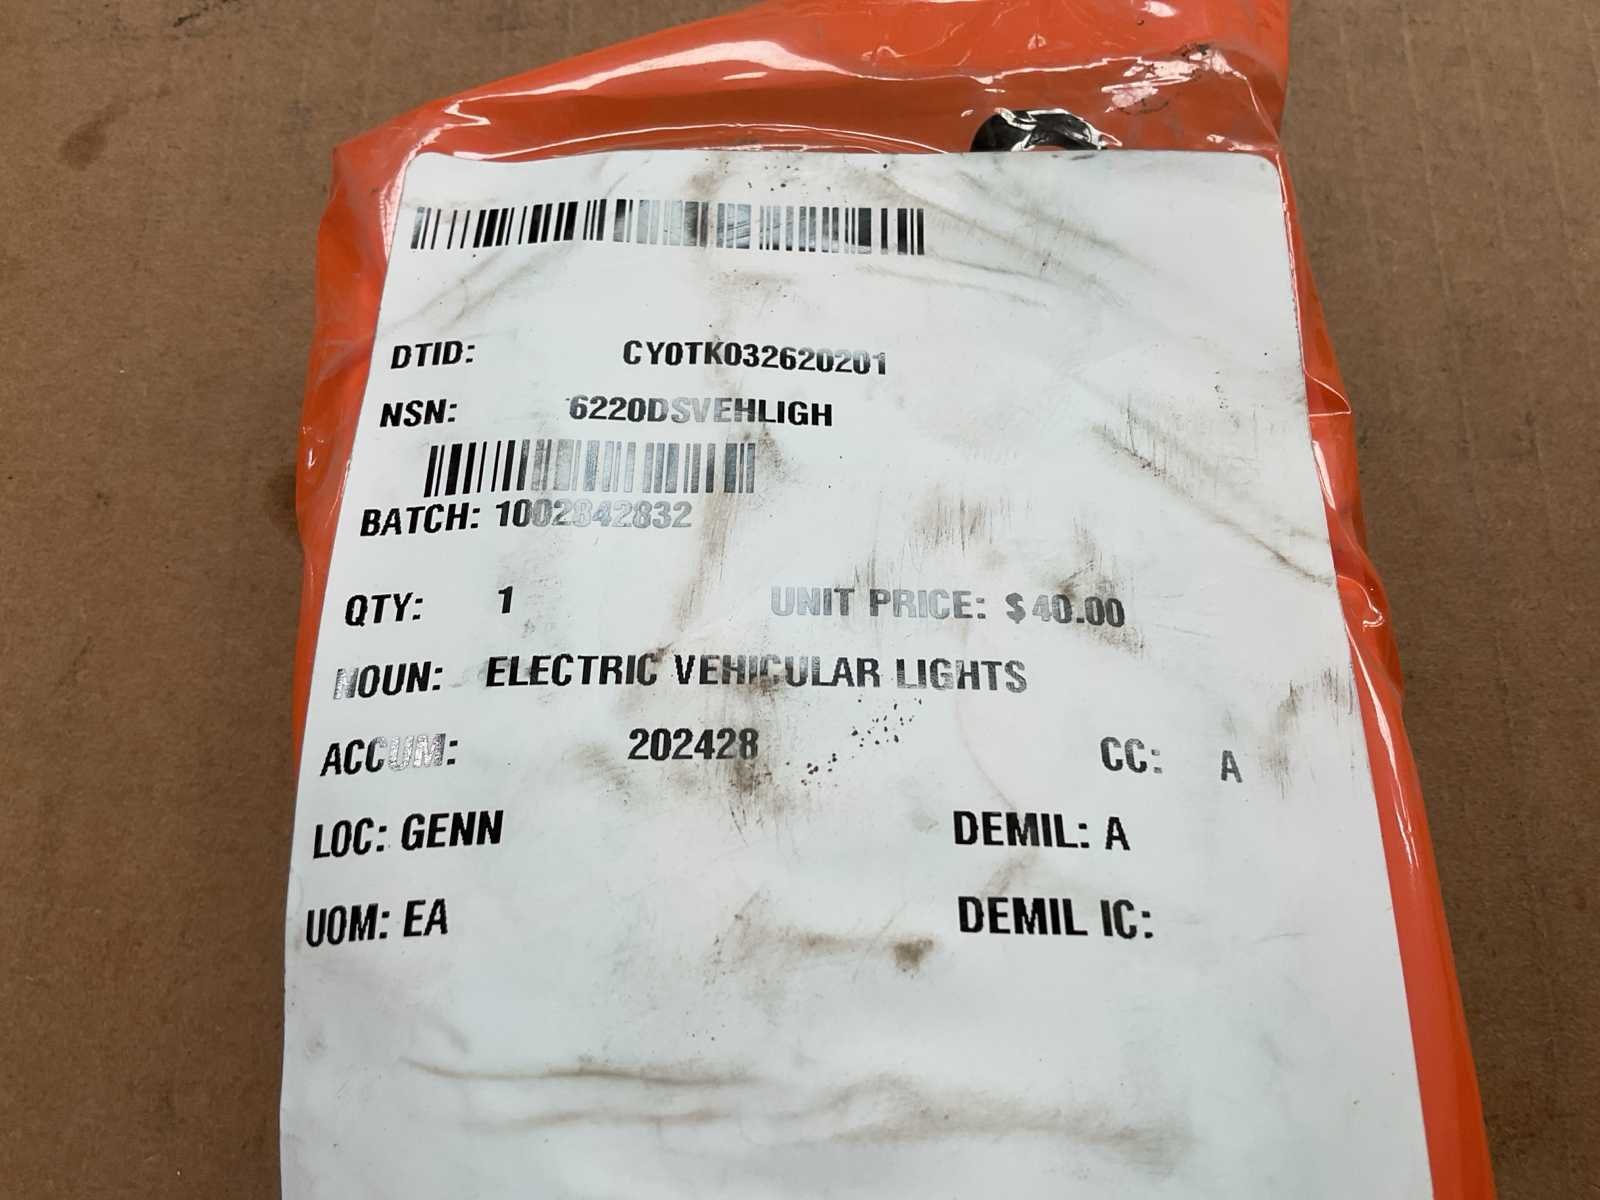 DTID: CY0TK032620201
NSN: 6220DSVEHLIGH
BATCH: 1002842832
QTY: 1 UNIT PRICE: $ 40.00
NOUN: ELECTRIC VEHICULAR LIGHTS
ACCUM: 202428 CC: A
LOC: GENN DEMIL: A
UOM: EA DEMIL IC: